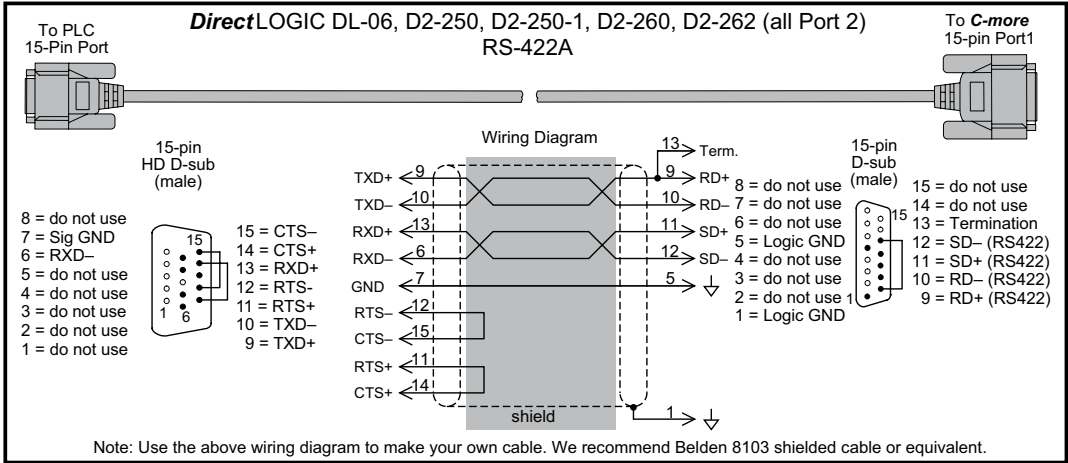 DirectLOGIC DL-06, D2-250, D2-250-1, D2-260, D2-262 (all Port 2)
RS-422A
To PLC
15-Pin Port
To C-more
15-pin Port1
15-pin
HD D-sub
(male)
8 = do not use
7 = Sig GND
6 = RXD–
5 = do not use
4 = do not use
3 = do not use
2 = do not use
1 = do not use
15
1
6
15 = CTS–
14 = CTS+
13 = RXD+
12 = RTS-
11 = RTS+
10 = TXD–
9 = TXD+
Wiring Diagram
13 Term.
TXD+ 9 9 RD+
TXD– 10 10 RD–
RXD+ 13 11 SD+
RXD– 6 12 SD–
GND 7 5
RTS– 12
CTS– 15
RTS+ 11
CTS+ 14
shield
1
15-pin
D-sub
(male)
8 = do not use
7 = do not use
6 = do not use
5 = Logic GND
4 = do not use
3 = do not use
2 = do not use
1 = Logic GND
15
1
15 = do not use
14 = do not use
13 = Termination
12 = SD– (RS422)
11 = SD+ (RS422)
10 = RD– (RS422)
9 = RD+ (RS422)
Note: Use the above wiring diagram to make your own cable. We recommend Belden 8103 shielded cable or equivalent.